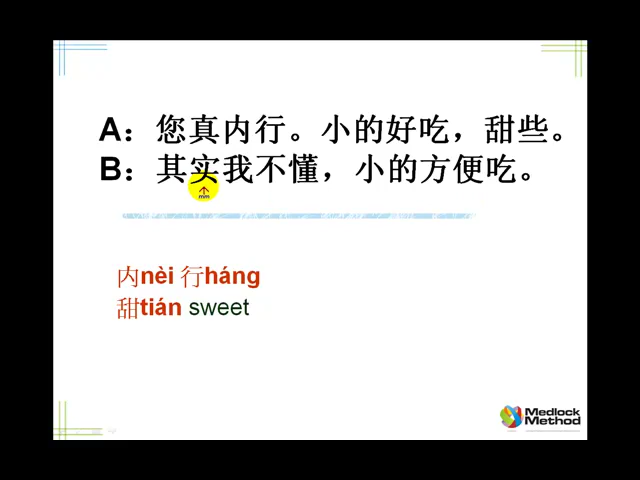 A：您真内行。小的好吃，甜些。
B：其实我不懂，小的方便吃。
mm
内nèi 行háng
甜tián sweet
Medlock
Method